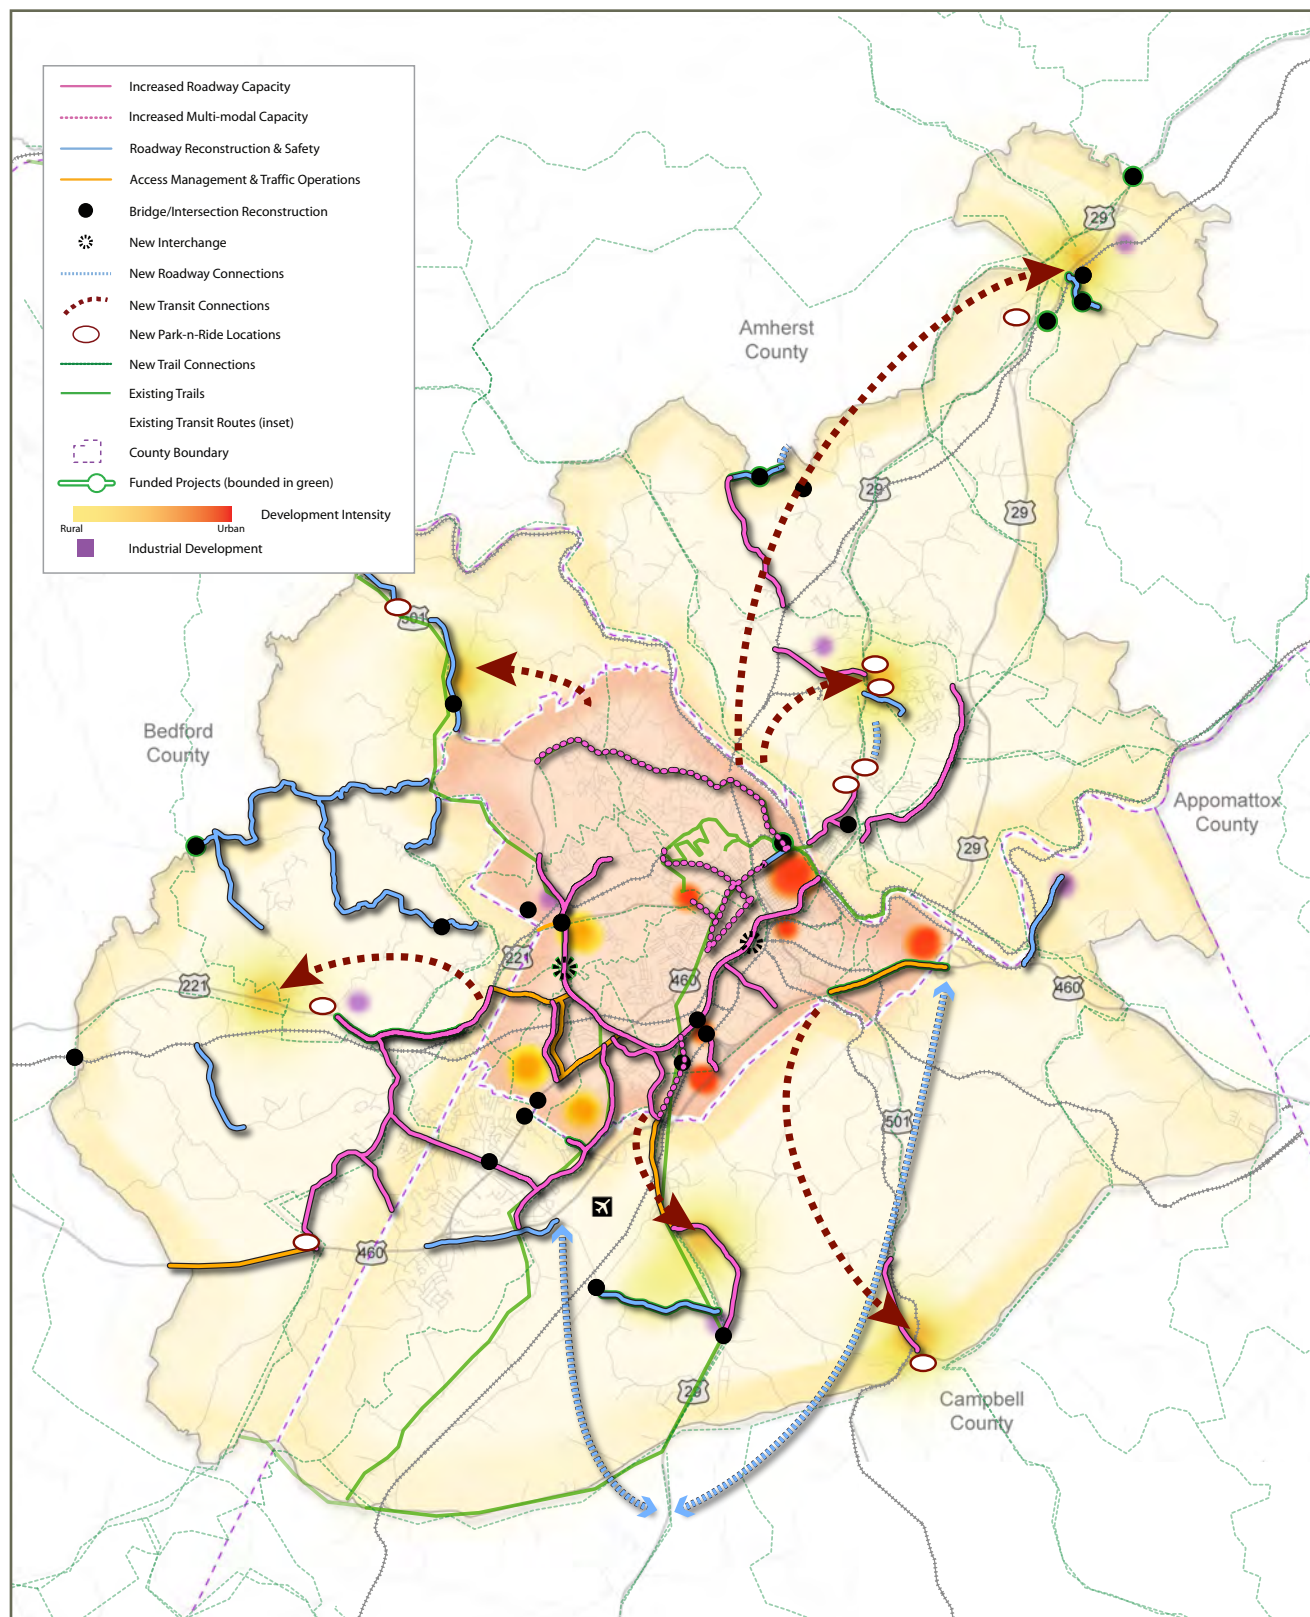 Increased Roadway Capacity
Increased Multi-modal Capacity
Roadway Reconstruction & Safety
Access Management & Traffic Operations
Bridge/Intersection Reconstruction
New Interchange
New Roadway Connections
New Transit Connections
New Park-n-Ride Locations
New Trail Connections
Existing Trails
Existing Transit Routes (inset)
County Boundary
Funded Projects (bounded in green)
Development Intensity
Rural
Urban
Industrial Development
29
Amherst
County
29
29
501
Bedford
County
Appomattox
County
29
221
221
460
460
501
460
29
Campbell
County